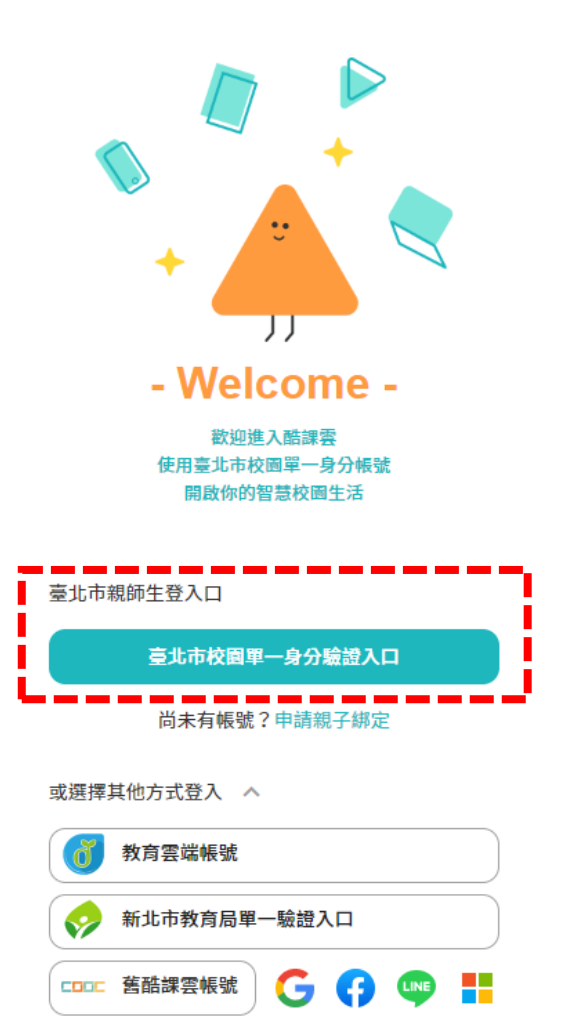 - Welcome -
歡迎進入酷課雲
使用臺北市校園單一身分帳號
開啟你的智慧校園生活
臺北市親師生登入口
臺北市校園單一身分驗證入口
尚未有帳號？申請親子綁定
或選擇其他方式登入
教育雲端帳號
新北市教育局單一驗證入口
COOC 舊酷課雲帳號 LINE